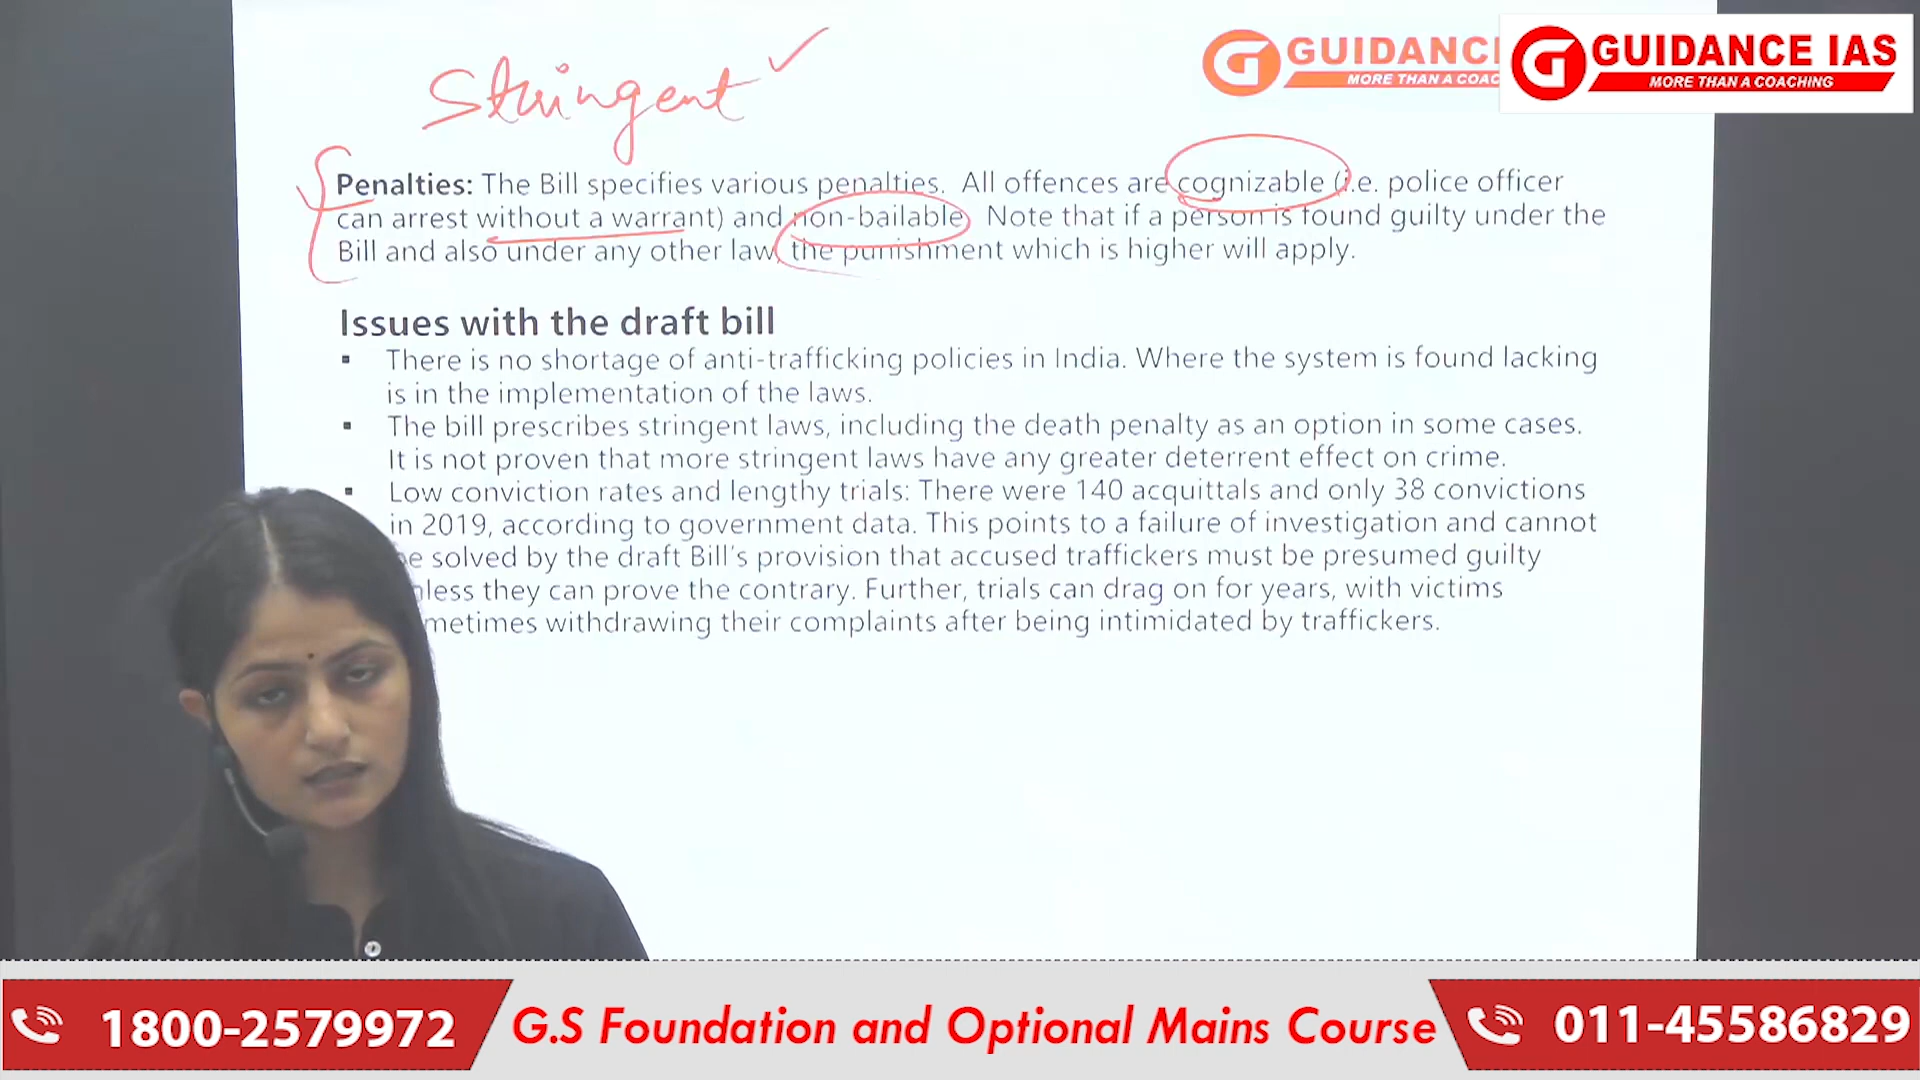 Stringent
GUIDANC
MORE THAN A COAC
GUIDANCE IAS
MORE THAN A COACHING
Penalties: The Bill specifies various penalties. All offences are cognizable (i.e. police officer
can arrest without a warrant) and non-bailable Note that if a person is found guilty under the
Bill and also under any other law, the punishment which is higher will apply.
Issues with the draft bill
▪ There is no shortage of anti-trafficking policies in India. Where the system is found lacking
is in the implementation of the laws.
▪ The bill prescribes stringent laws, including the death penalty as an option in some cases.
It is not proven that more stringent laws have any greater deterrent effect on crime.
▪ Low conviction rates and lengthy trials: There were 140 acquittals and only 38 convictions
in 2019, according to government data. This points to a failure of investigation and cannot
e solved by the draft Bill's provision that accused traffickers must be presumed guilty
less they can prove the contrary. Further, trials can drag on for years, with victims
metimes withdrawing their complaints after being intimidated by traffickers.
1800-2579972
G.S Foundation and Optional Mains Course
011-45586829